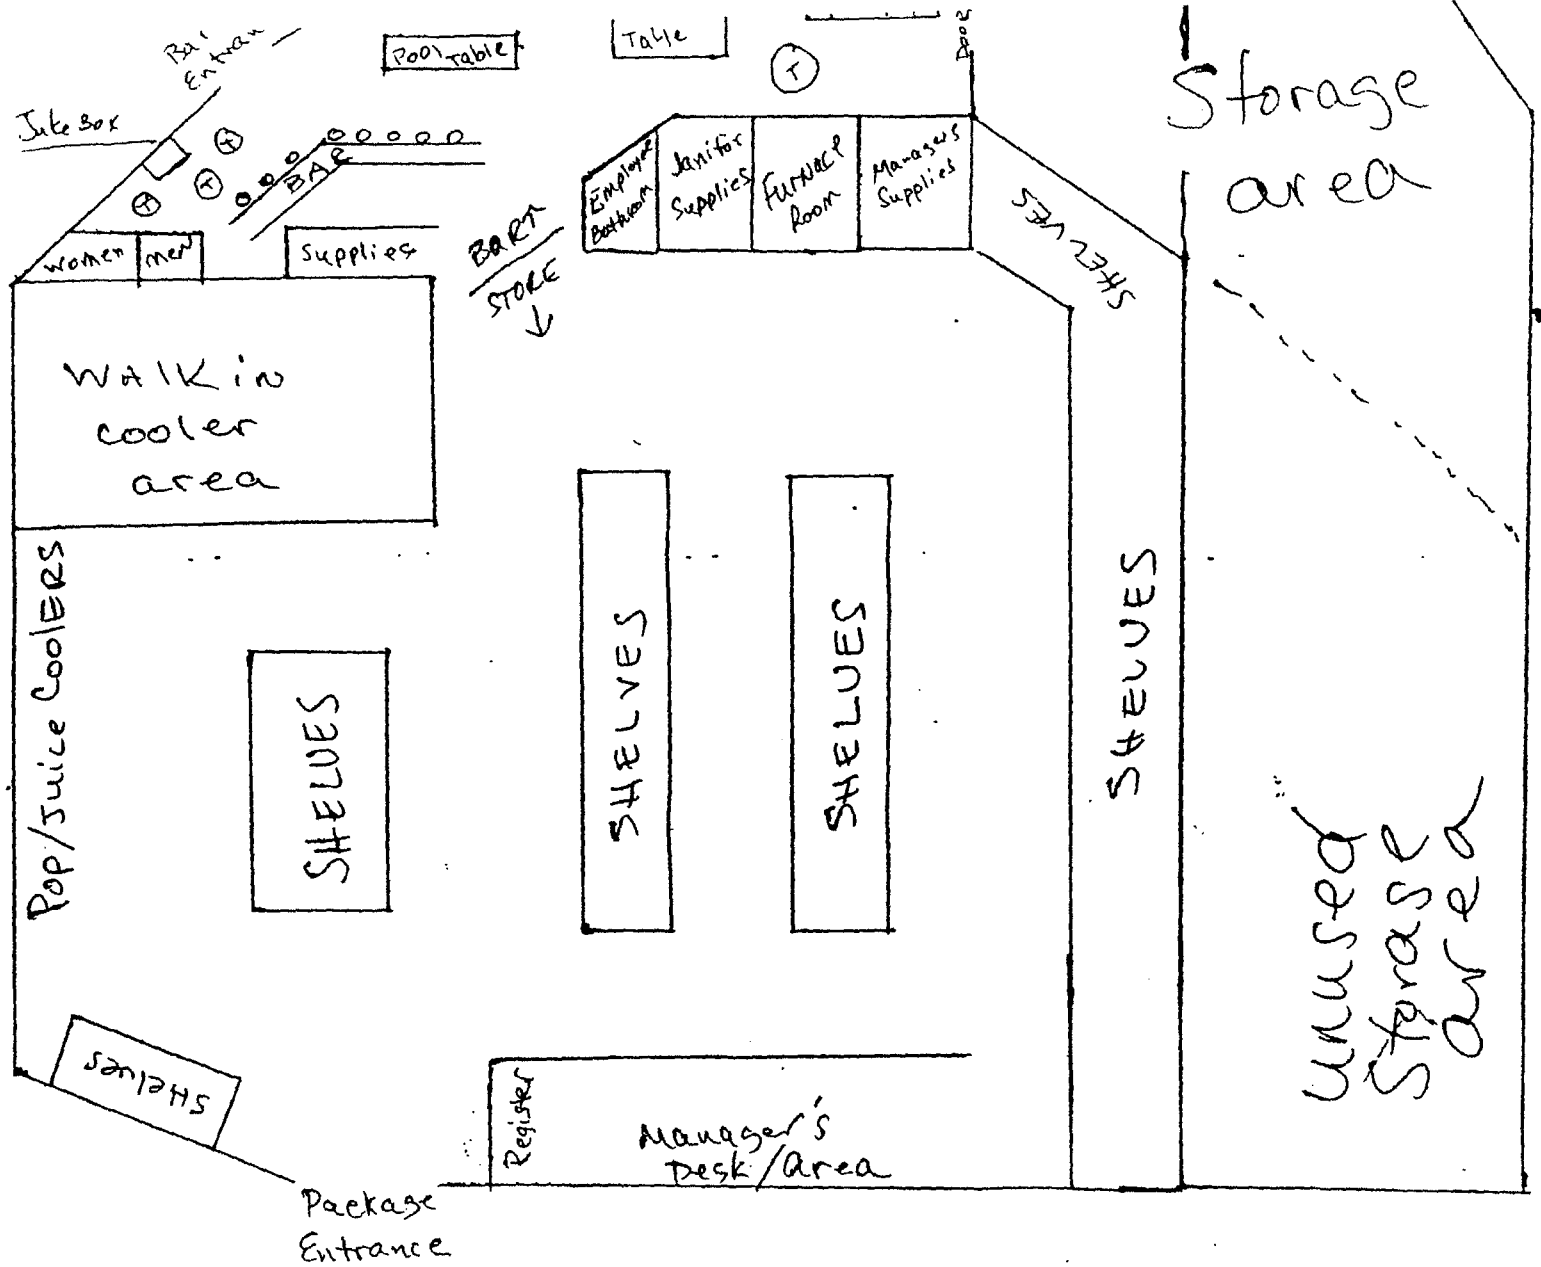 Bar
Entran
Pool Table
Table
Door
Juke Box
T
T
T
T
BAR
Women
men
Supplies
BAR↑
STORE
↓
Employee
Bathroom
Janitor
Supplies
Furnace
Room
Managers
Supplies
SHELVES
Storage
area
Walk in
cooler
area
Pop/Juice Coolers
SHELVES
SHELVES
SHELVES
SHELVES
unused
Storage
area
Shelves
Register
Manager's
Desk/area
Package
Entrance